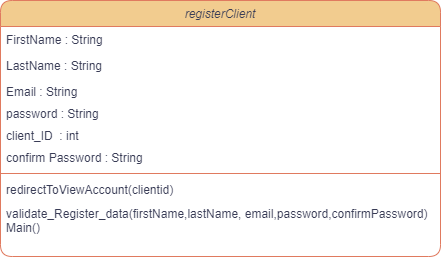 registerClient
FirstName : String
LastName : String
Email : String
password : String
client_ID  : int
confirm Password : String
redirectToViewAccount(clientid)
validate_Register_data(firstName,lastName, email,password,confirmPassword)
Main()